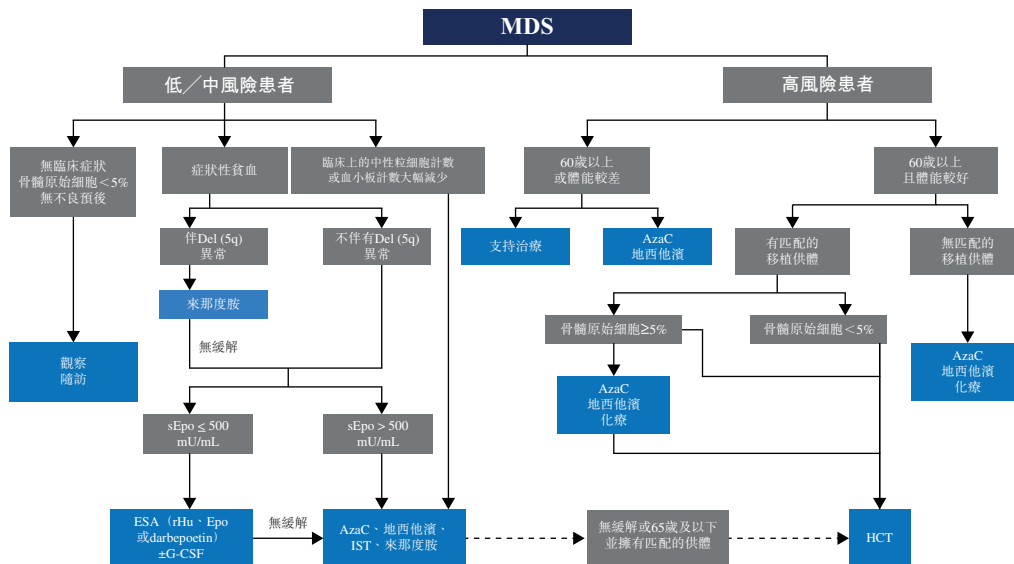 MDS
低／中風險患者
高風險患者
無臨床症狀
骨髓原始細胞＜5%
無不良預後
症狀性貧血
臨床上的中性粒細胞計數
或血小板計數大幅減少
60歲以上
或體能較差
60歲以上
且體能較好
伴Del (5q)
異常
不伴有Del (5q)
異常
支持治療
AzaC
地西他濱
有匹配的
移植供體
無匹配的
移植供體
來那度胺
無緩解
骨髓原始細胞≥5%
骨髓原始細胞＜5%
觀察
隨訪
AzaC
地西他濱
化療
AzaC
地西他濱
化療
sEpo ≤ 500
mU/mL
sEpo > 500
mU/mL
ESA（rHu、Epo
或darbepoetin）
±G-CSF
無緩解
AzaC、地西他濱、
IST、來那度胺
無緩解或65歲及以下
並擁有匹配的供體
HCT